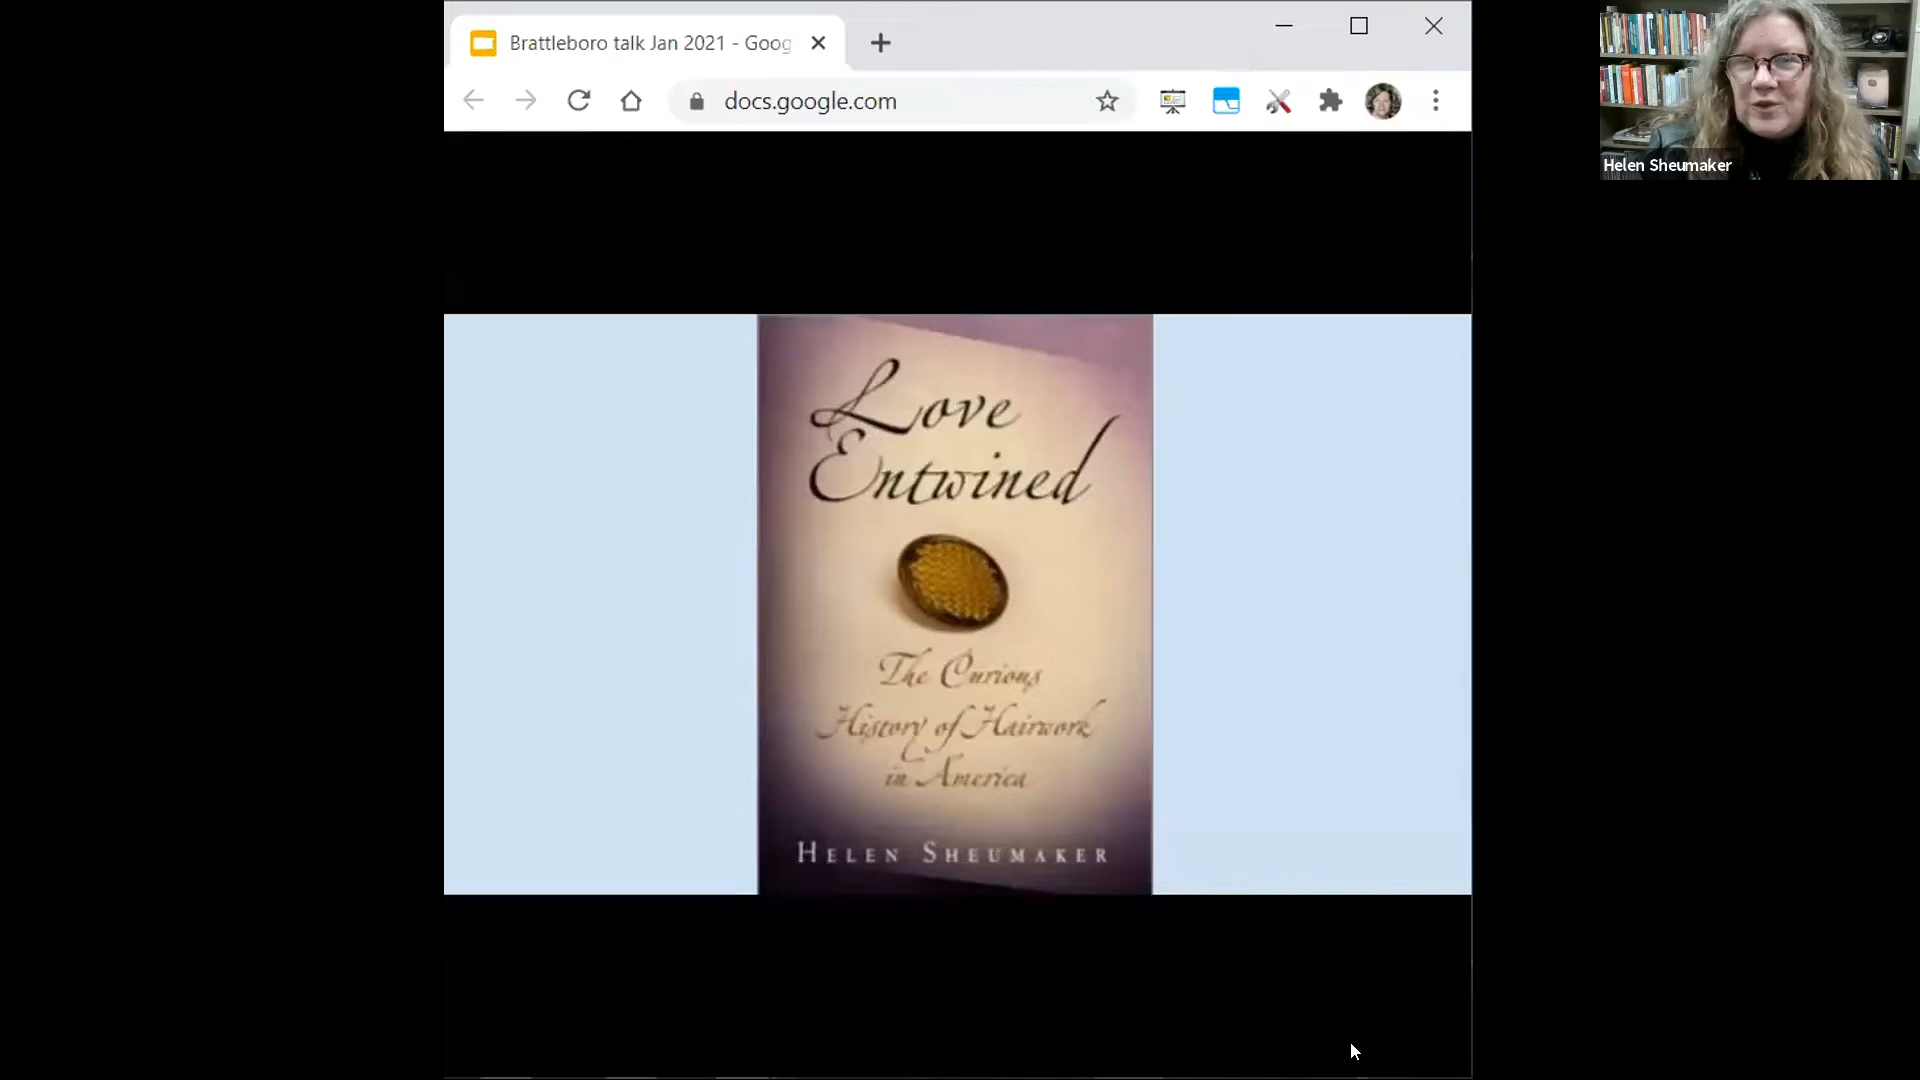 Brattleboro talk Jan 2021 - Goog
docs.google.com
Helen Sheumaker
Love
Entwined
The Curious
History of Hairwork
in America
HELEN SHEUMAKER